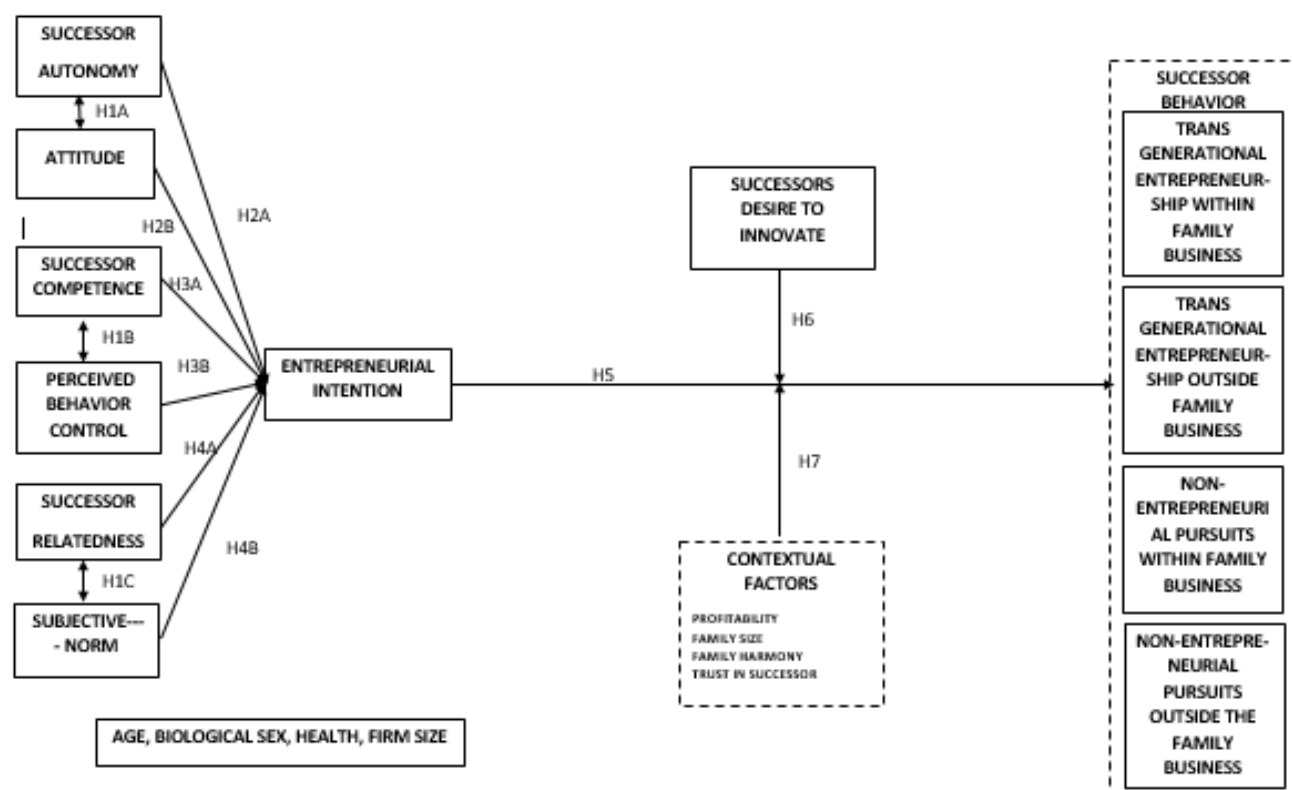 SUCCESSOR
AUTONOMY
H1A
ATTITUDE
H2A
H2B
SUCCESSOR
COMPETENCE
H3A
H1B
H3B
PERCEIVED
BEHAVIOR
CONTROL
H4A
SUCCESSOR
RELATEDNESS
H4B
H1C
SUBJECTIVE---
- NORM
AGE, BIOLOGICAL SEX, HEALTH, FIRM SIZE
ENTREPRENEURIAL
INTENTION
H5
SUCCESSORS
DESIRE TO
INNOVATE
H6
H7
CONTEXTUAL
FACTORS
PROFITABILITY
FAMILY SIZE
FAMILY HARMONY
TRUST IN SUCCESSOR
SUCCESSOR
BEHAVIOR
TRANS
GENERATIONAL
ENTREPRENEUR-
SHIP WITHIN
FAMILY
BUSINESS
TRANS
GENERATIONAL
ENTREPRENEUR-
SHIP OUTSIDE
FAMILY
BUSINESS
NON-
ENTREPRENEURI
AL PURSUITS
WITHIN FAMILY
BUSINESS
NON-ENTREPRE-
NEURIAL
PURSUITS
OUTSIDE THE
FAMILY
BUSINESS